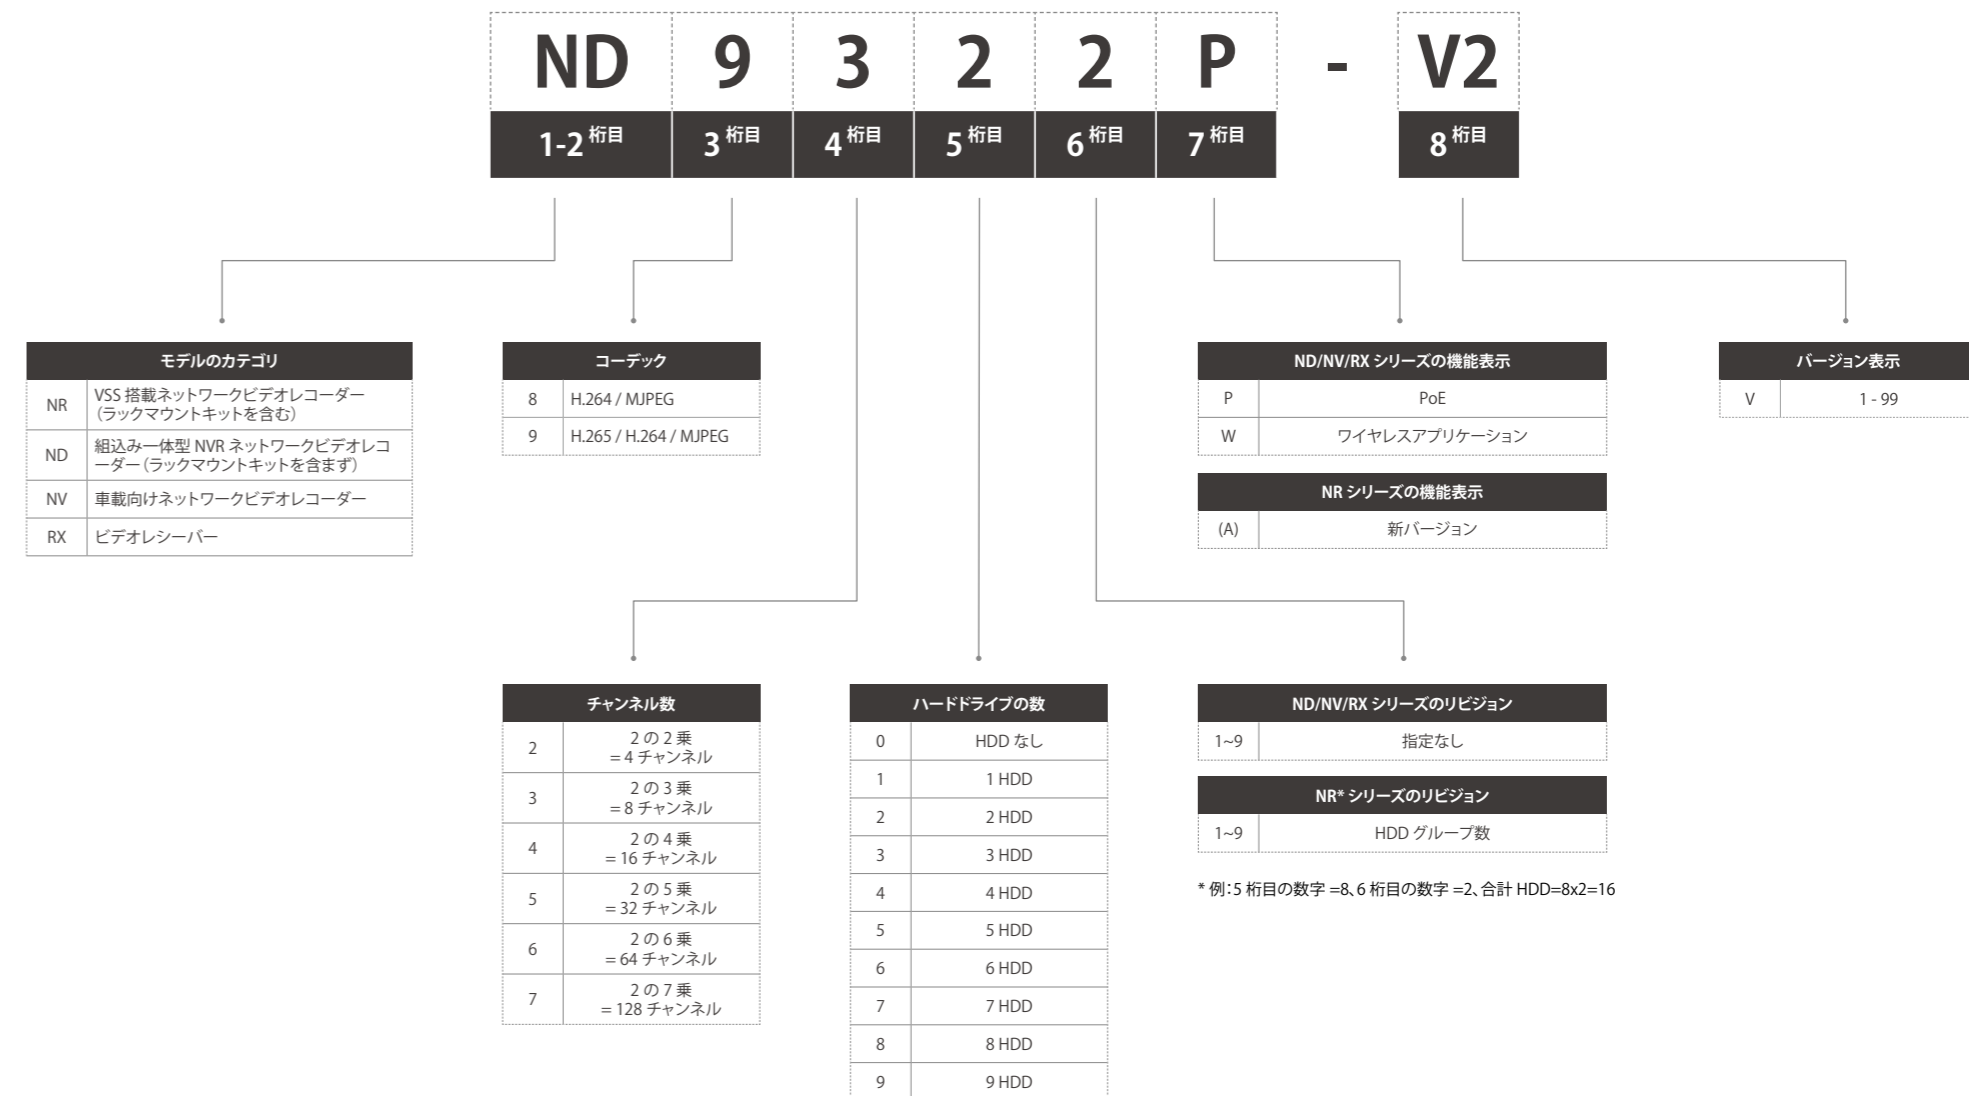 ND 9 3 2 2 P - V2
1-2 桁目 3 桁目 4 桁目 5 桁目 6 桁目 7 桁目 8 桁目
モデルのカテゴリ
NR VSS 搭載ネットワークビデオレコーダー
(ラックマウントキットを含む)
ND 組込み一体型 NVR ネットワークビデオレコ
ーダー(ラックマウントキットを含まず)
NV 車載向けネットワークビデオレコーダー
RX ビデオレシーバー
コーデック
8 H.264 / MJPEG
9 H.265 / H.264 / MJPEG
ND/NV/RX シリーズの機能表示
P PoE
W ワイヤレスアプリケーション
NR シリーズの機能表示
(A) 新バージョン
バージョン表示
V 1 - 99
チャンネル数
2 2 の 2 乗
= 4 チャンネル
3 2 の 3 乗
= 8 チャンネル
4 2 の 4 乗
= 16 チャンネル
5 2 の 5 乗
= 32 チャンネル
6 2 の 6 乗
= 64 チャンネル
7 2 の 7 乗
= 128 チャンネル
ハードドライブの数
0 HDD なし
1 1 HDD
2 2 HDD
3 3 HDD
4 4 HDD
5 5 HDD
6 6 HDD
7 7 HDD
8 8 HDD
9 9 HDD
ND/NV/RX シリーズのリビジョン
1~9 指定なし
NR* シリーズのリビジョン
1~9 HDD グループ数
* 例：5 桁目の数字 =8、6 桁目の数字 =2、合計 HDD=8x2=16